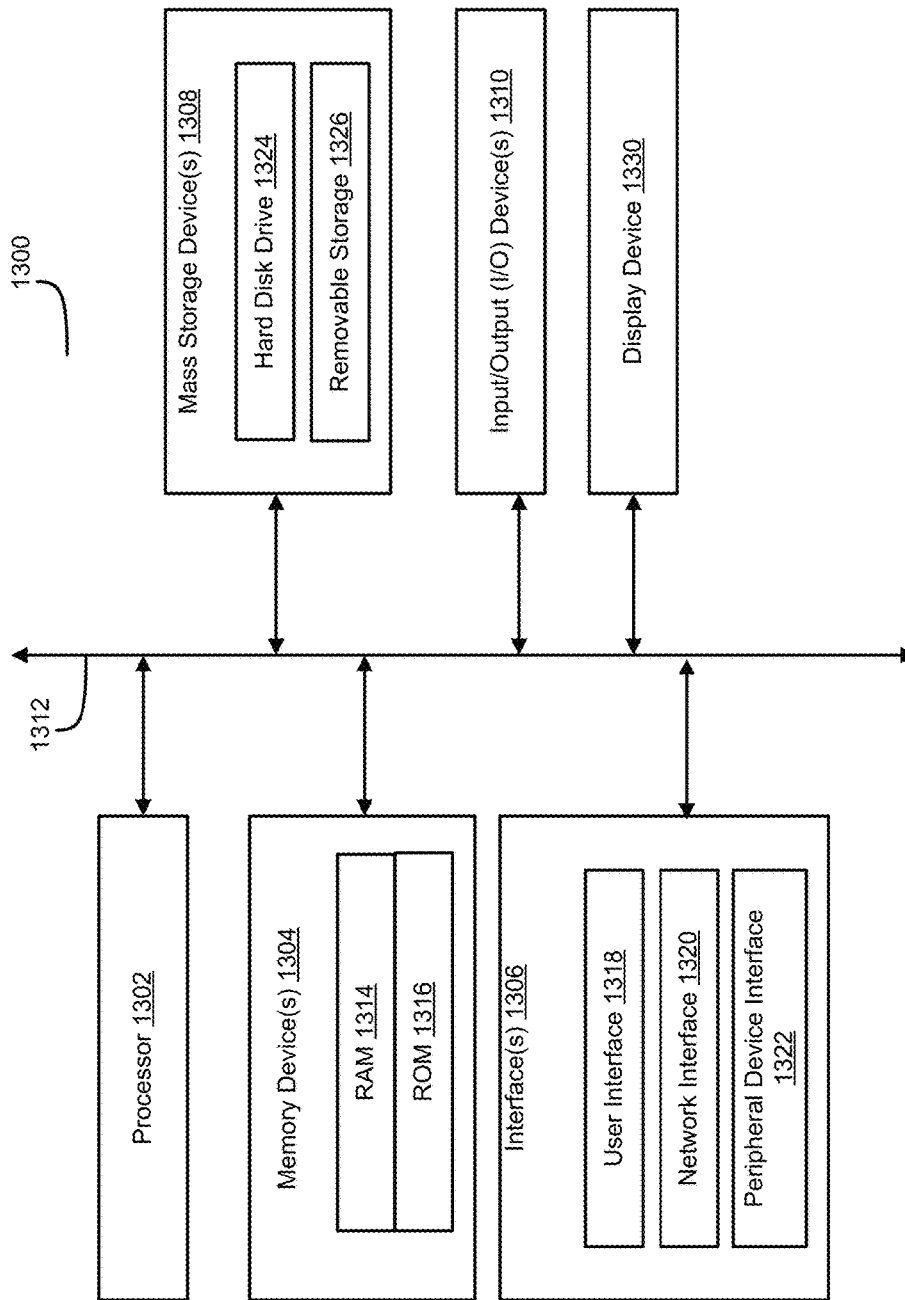 1300
Processor 1302
Memory Device(s) 1304
RAM 1314
ROM 1316
Interface(s) 1306
User Interface 1318
Network Interface 1320
Peripheral Device Interface
1322
1312
Mass Storage Device(s) 1308
Hard Disk Drive 1324
Removable Storage 1326
Input/Output (I/O) Device(s) 1310
Display Device 1330